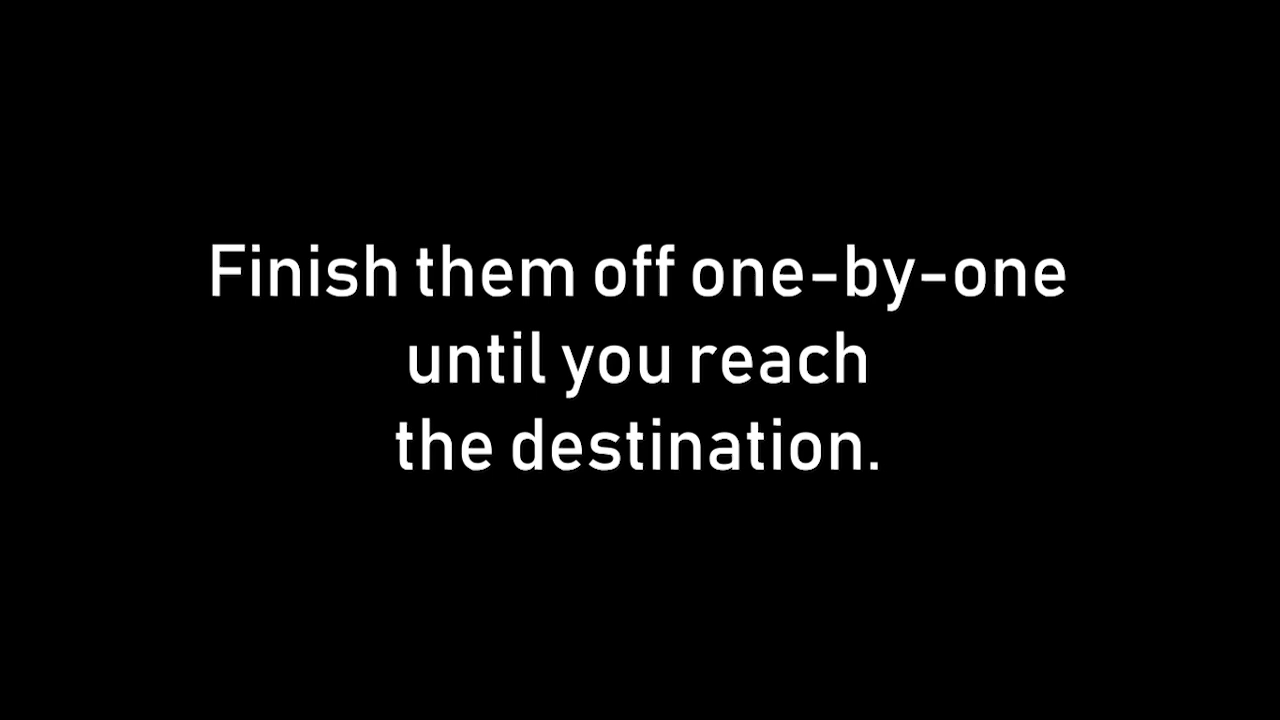 Finish them off one-by-one
until you reach
the destination.